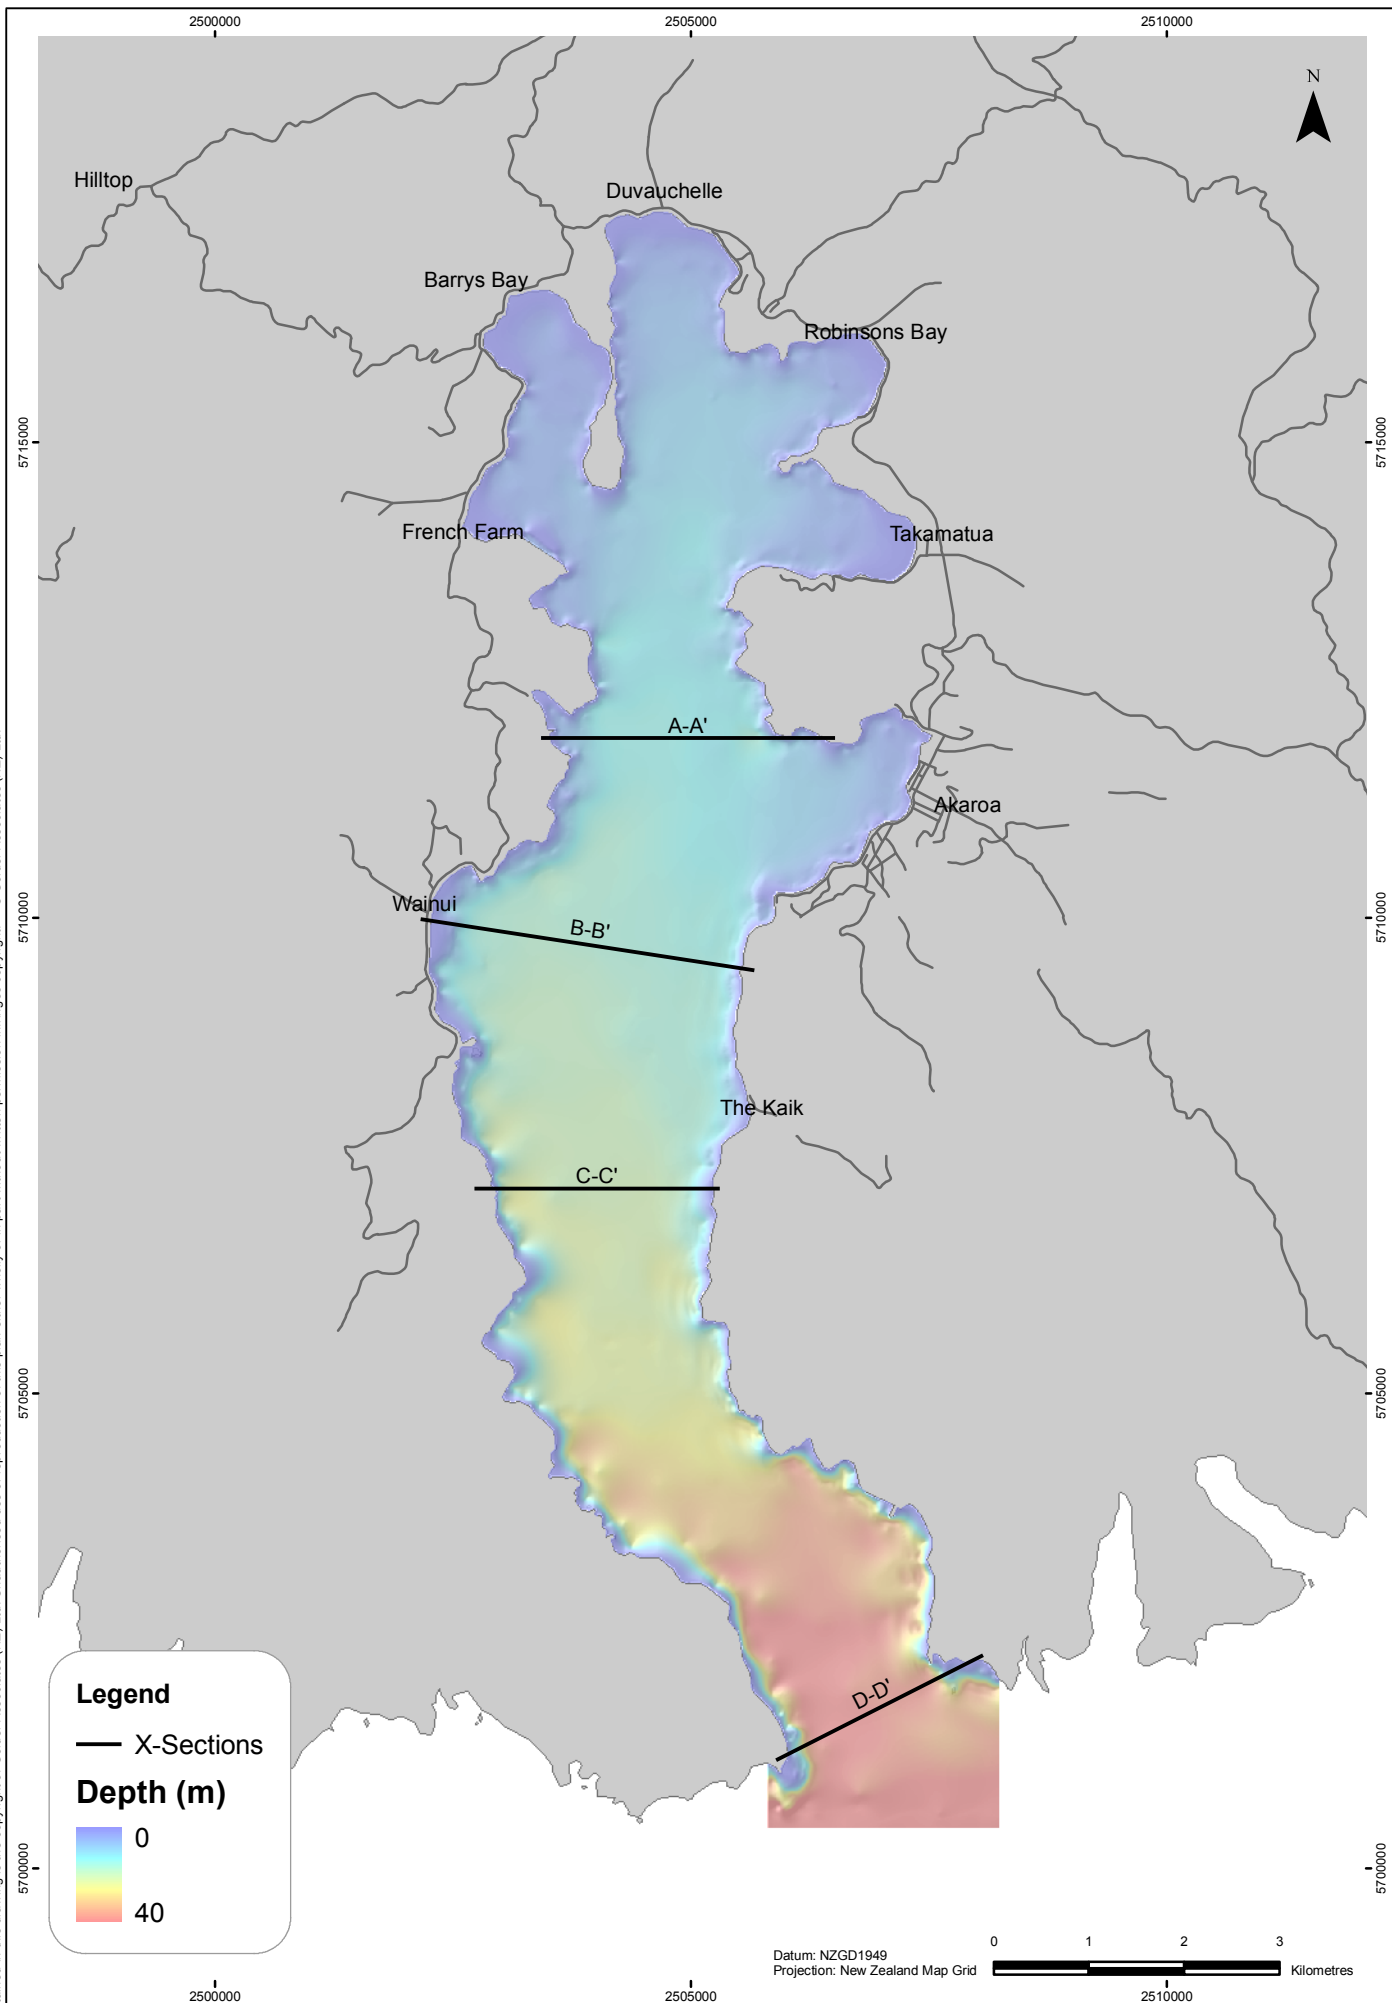 2500000
2505000
2510000
N
Hilltop
Duvauchelle
Barrys Bay
Robinsons Bay
5715000
5715000
French Farm
Takamatua
A-A'
Akaroa
Wainui
5710000
5710000
B-B'
The Kaik
C-C'
5705000
5705000
D-D'
Legend
X-Sections
Depth (m)
0
40
5700000
5700000
0 1 2 3
Datum: NZGD1949
Projection: New Zealand Map Grid
Kilometres
2500000
2505000
2510000